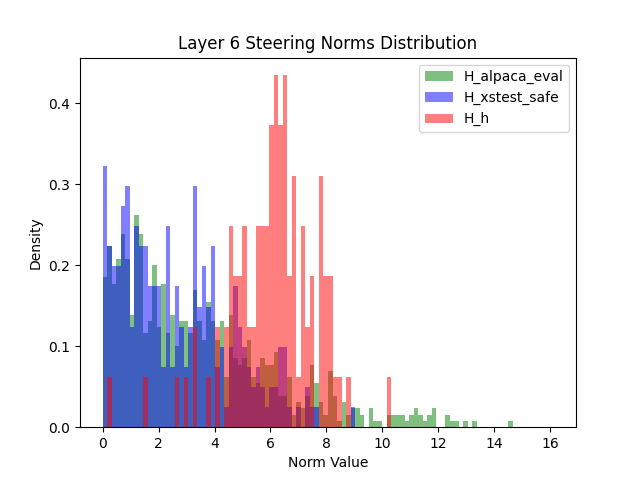 Layer 6 Steering Norms Distribution
H_alpaca_eval
H_xstest_safe
H_h
Density
0.4
0.3
0.2
0.1
0.0
0 2 4 6 8 10 12 14 16
Norm Value